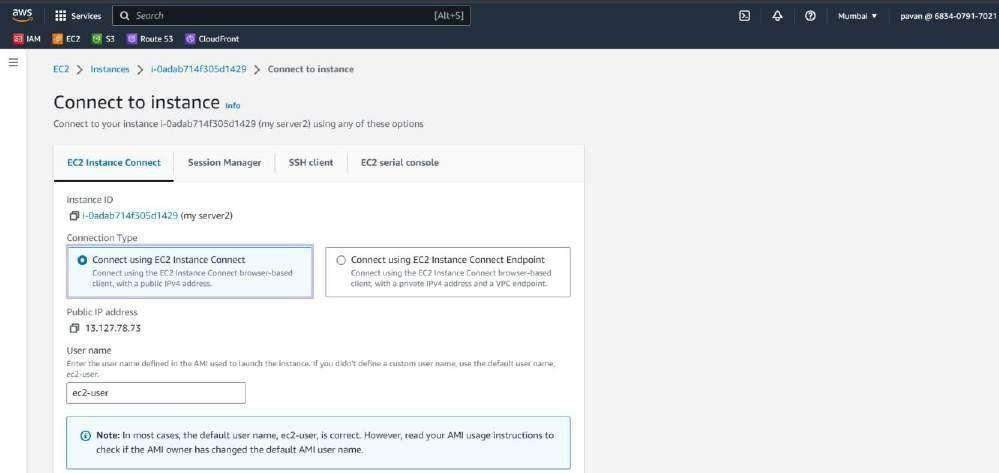 aws Services Search [Alt+S] Mumbai pavan @ 6834-0791-7021
IAM EC2 S3 Route 53 CloudFront
EC2 > Instances > i-0adab714f305d1429 > Connect to instance
Connect to instance Info
Connect to your instance i-0adab714f305d1429 (my server2) using any of these options
EC2 Instance Connect Session Manager SSH client EC2 serial console
Instance ID
i-0adab714f305d1429 (my server2)
Connection Type
Connect using EC2 Instance Connect
Connect using the EC2 Instance Connect browser-based
client, with a public IPv4 address.
Connect using EC2 Instance Connect Endpoint
Connect using the EC2 Instance Connect browser-based
client, with a private IPv4 address and a VPC endpoint.
Public IP address
13.127.78.73
User name
Enter the user name defined in the AMI used to launch the instance. If you didn't define a custom user name, use the default user name,
ec2-user.
ec2-user
Note: In most cases, the default user name, ec2-user, is correct. However, read your AMI usage instructions to
check if the AMI owner has changed the default AMI user name.